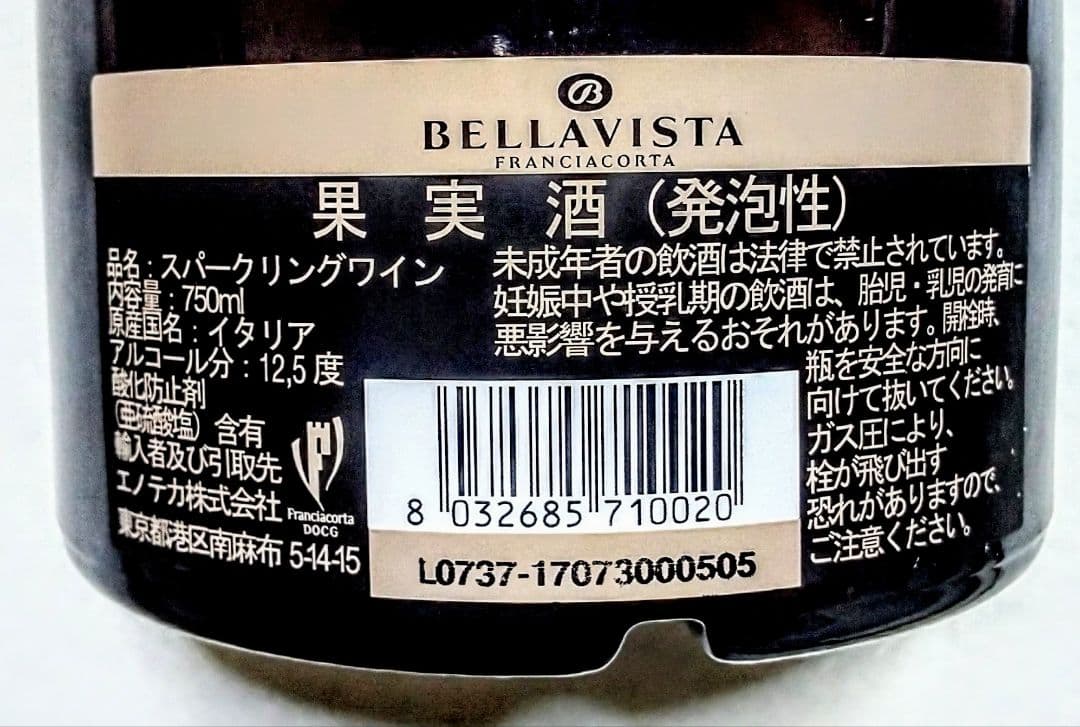 B
BELLAVISTA
FRANCIACORTA
果実酒（発泡性）
品名：スパークリングワイン
内容量：750ml
原産国名：イタリア
アルコール分：12,5度
酸化防止剤
（亜硫酸塩）含有
輸入者及び引取先
エノテカ株式会社
東京都港区南麻布 5-14-15
Franciacorta
DOCG
未成年者の飲酒は法律で禁止されています。
妊娠中や授乳期の飲酒は、胎児・乳児の発育に
悪影響を与えるおそれがあります。開栓時、
瓶を安全な方向に
向けて抜いてください。
ガス圧により、
栓が飛び出す
恐れがありますので、
ご注意ください。
8 032685 710020
L0737-17073000505